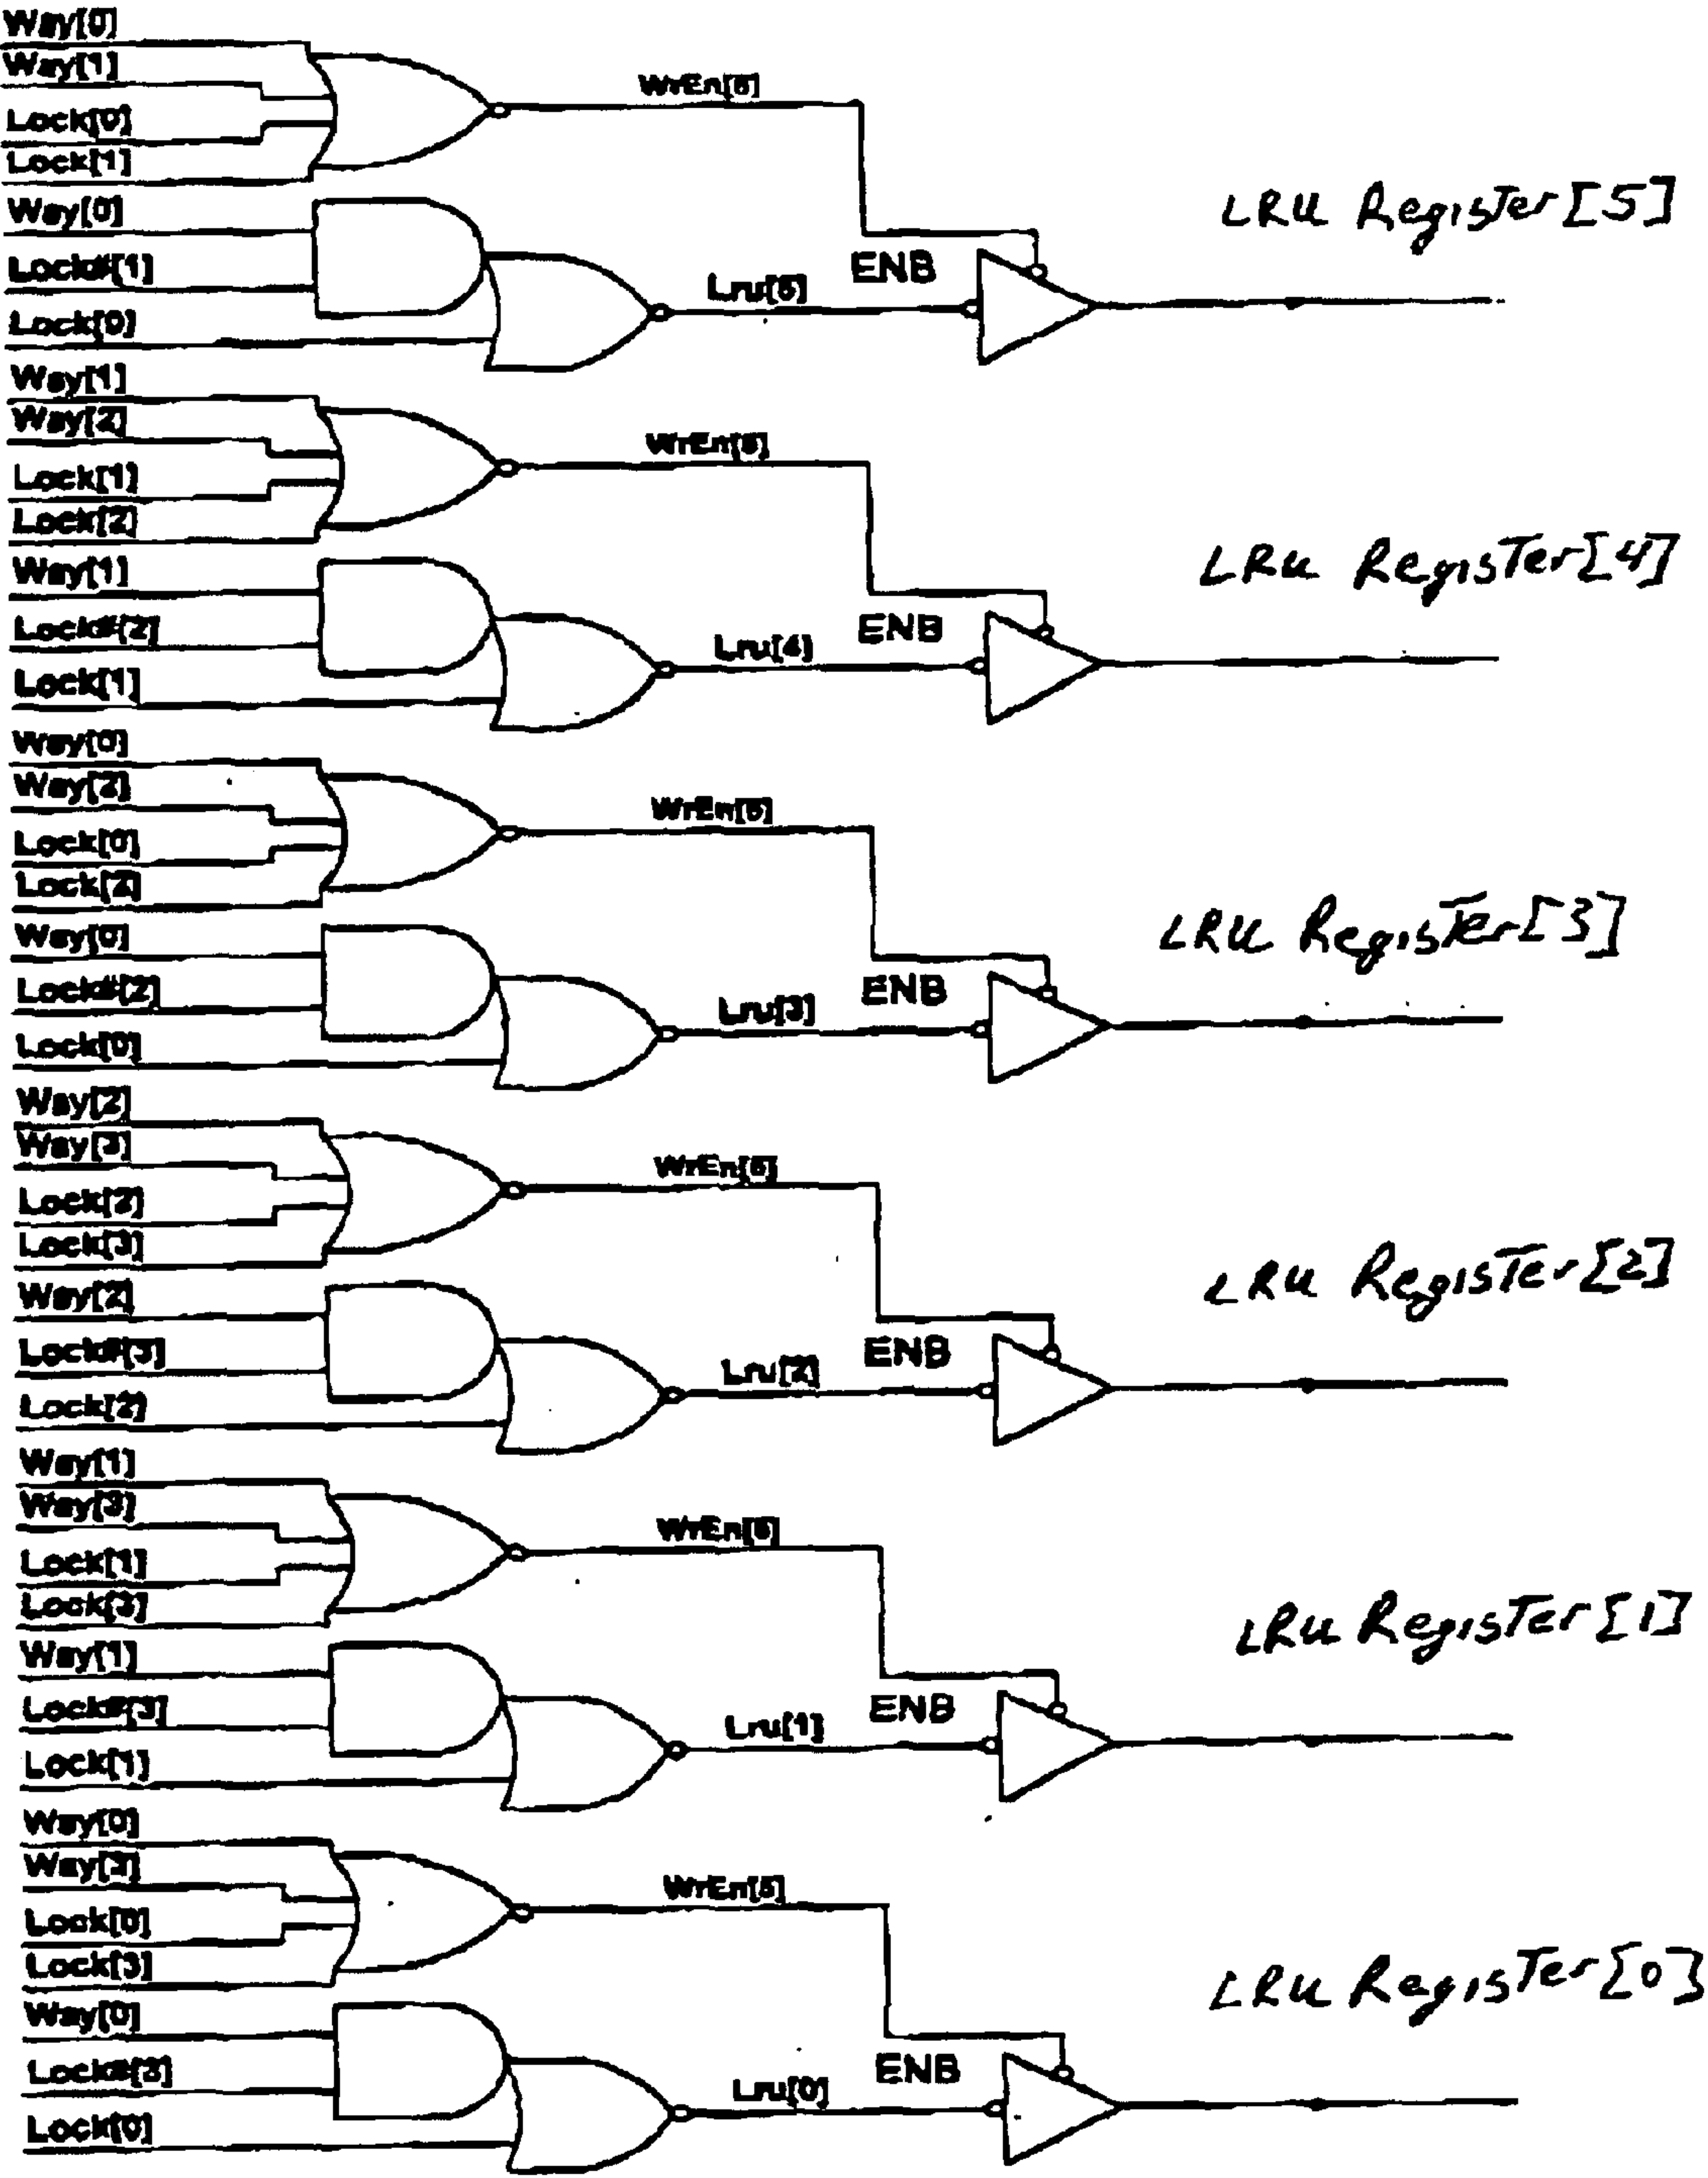 Way[0]
Way[1]
WrEn[5]
Lock[0]
Lock[1]
LRU Register[5]
Way[0]
Lock#[1]
ENB
Lru[5]
Lock[0]
Way[1]
Way[2]
WrEn[5]
Lock[1]
Lock[2]
LRU Register[4]
Way[1]
Lock#[2]
ENB
Lru[4]
Lock[1]
Way[0]
Way[2]
WrEn[5]
Lock[0]
Lock[2]
LRU Register[3]
Way[0]
Lock#[2]
ENB
Lru[3]
Lock[0]
Way[2]
Way[3]
WrEn[5]
Lock[2]
Lock[3]
LRU Register[2]
Way[2]
Lock#[3]
ENB
Lru[2]
Lock[2]
Way[1]
Way[3]
WrEn[5]
Lock[1]
Lock[3]
LRU Register[1]
Way[1]
Lock#[3]
ENB
Lru[1]
Lock[1]
Way[0]
Way[3]
WrEn[5]
Lock[0]
Lock[3]
LRU Register[0]
Way[0]
Lock#[3]
ENB
Lru[0]
Lock[0]